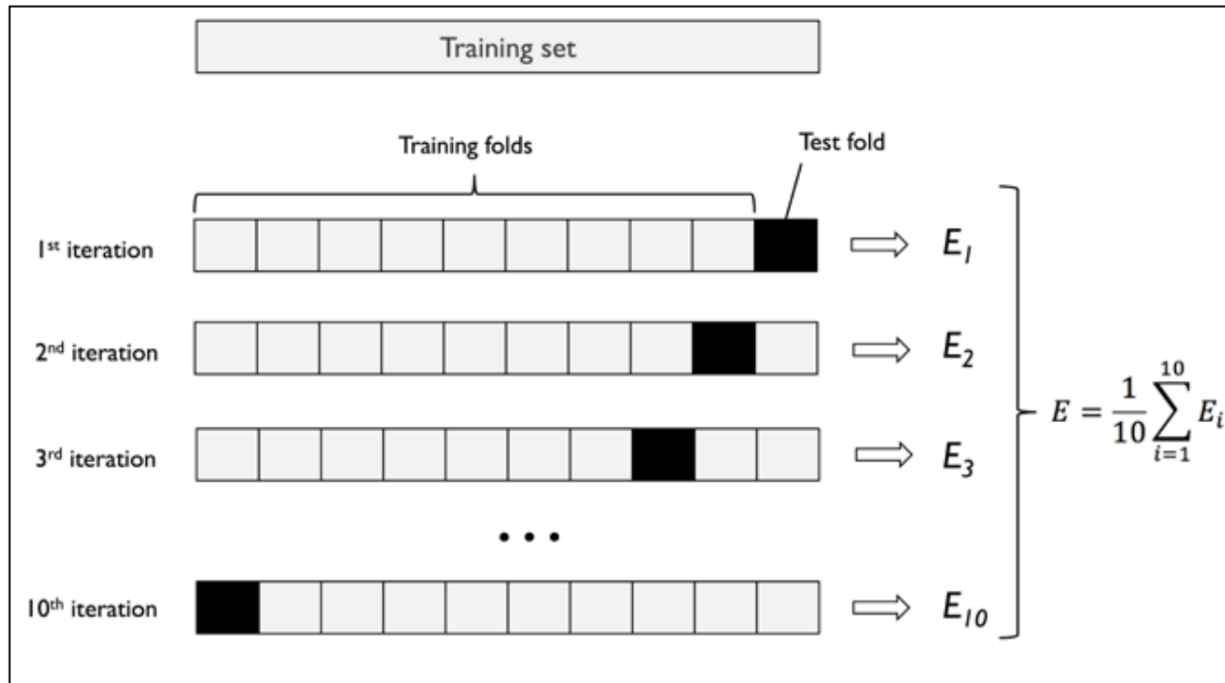 Training set
Training folds
Test fold
1st iteration
E1
2nd iteration
E2
3rd iteration
E3
• • •
10th iteration
E10
E = 1/10 ∑_{i=1}^{10} E_i